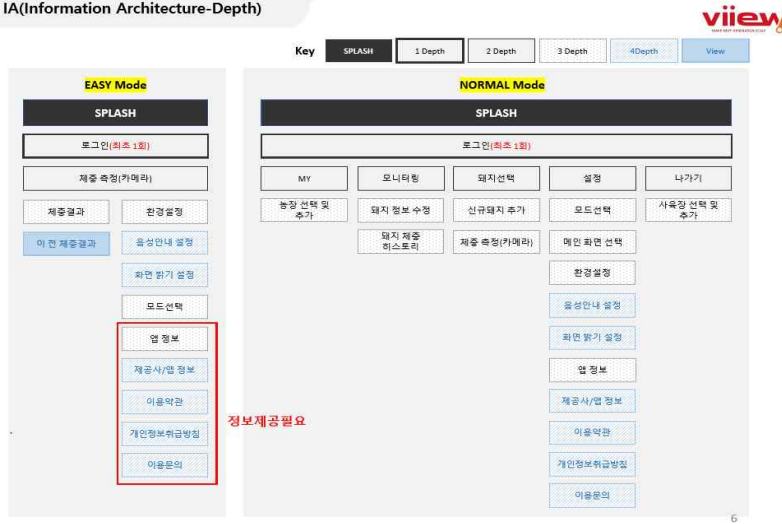 IA(Information Architecture-Depth)
viiew
Key
SPLASH
1 Depth
2 Depth
3 Depth
4Depth
View
EASY Mode
SPLASH
로그인(최초 1회)
체중 측정(카메라)
체중결과
환경설정
이전 체중결과
음성안내 설정
화면 밝기 설정
모드선택
앱 정보
제공사/앱 정보
이용약관
개인정보취급방침
이용문의
정보제공필요
NORMAL Mode
SPLASH
로그인(최초 1회)
MY
모니터링
돼지선택
설정
나가기
농장 선택 및
추가
돼지 정보 수정
신규돼지 추가
모드선택
사육장 선택 및
추가
돼지 체중
히스토리
체중 측정(카메라)
메인 화면 선택
환경설정
음성안내 설정
화면 밝기 설정
앱 정보
제공사/앱 정보
이용약관
개인정보취급방침
이용문의
6